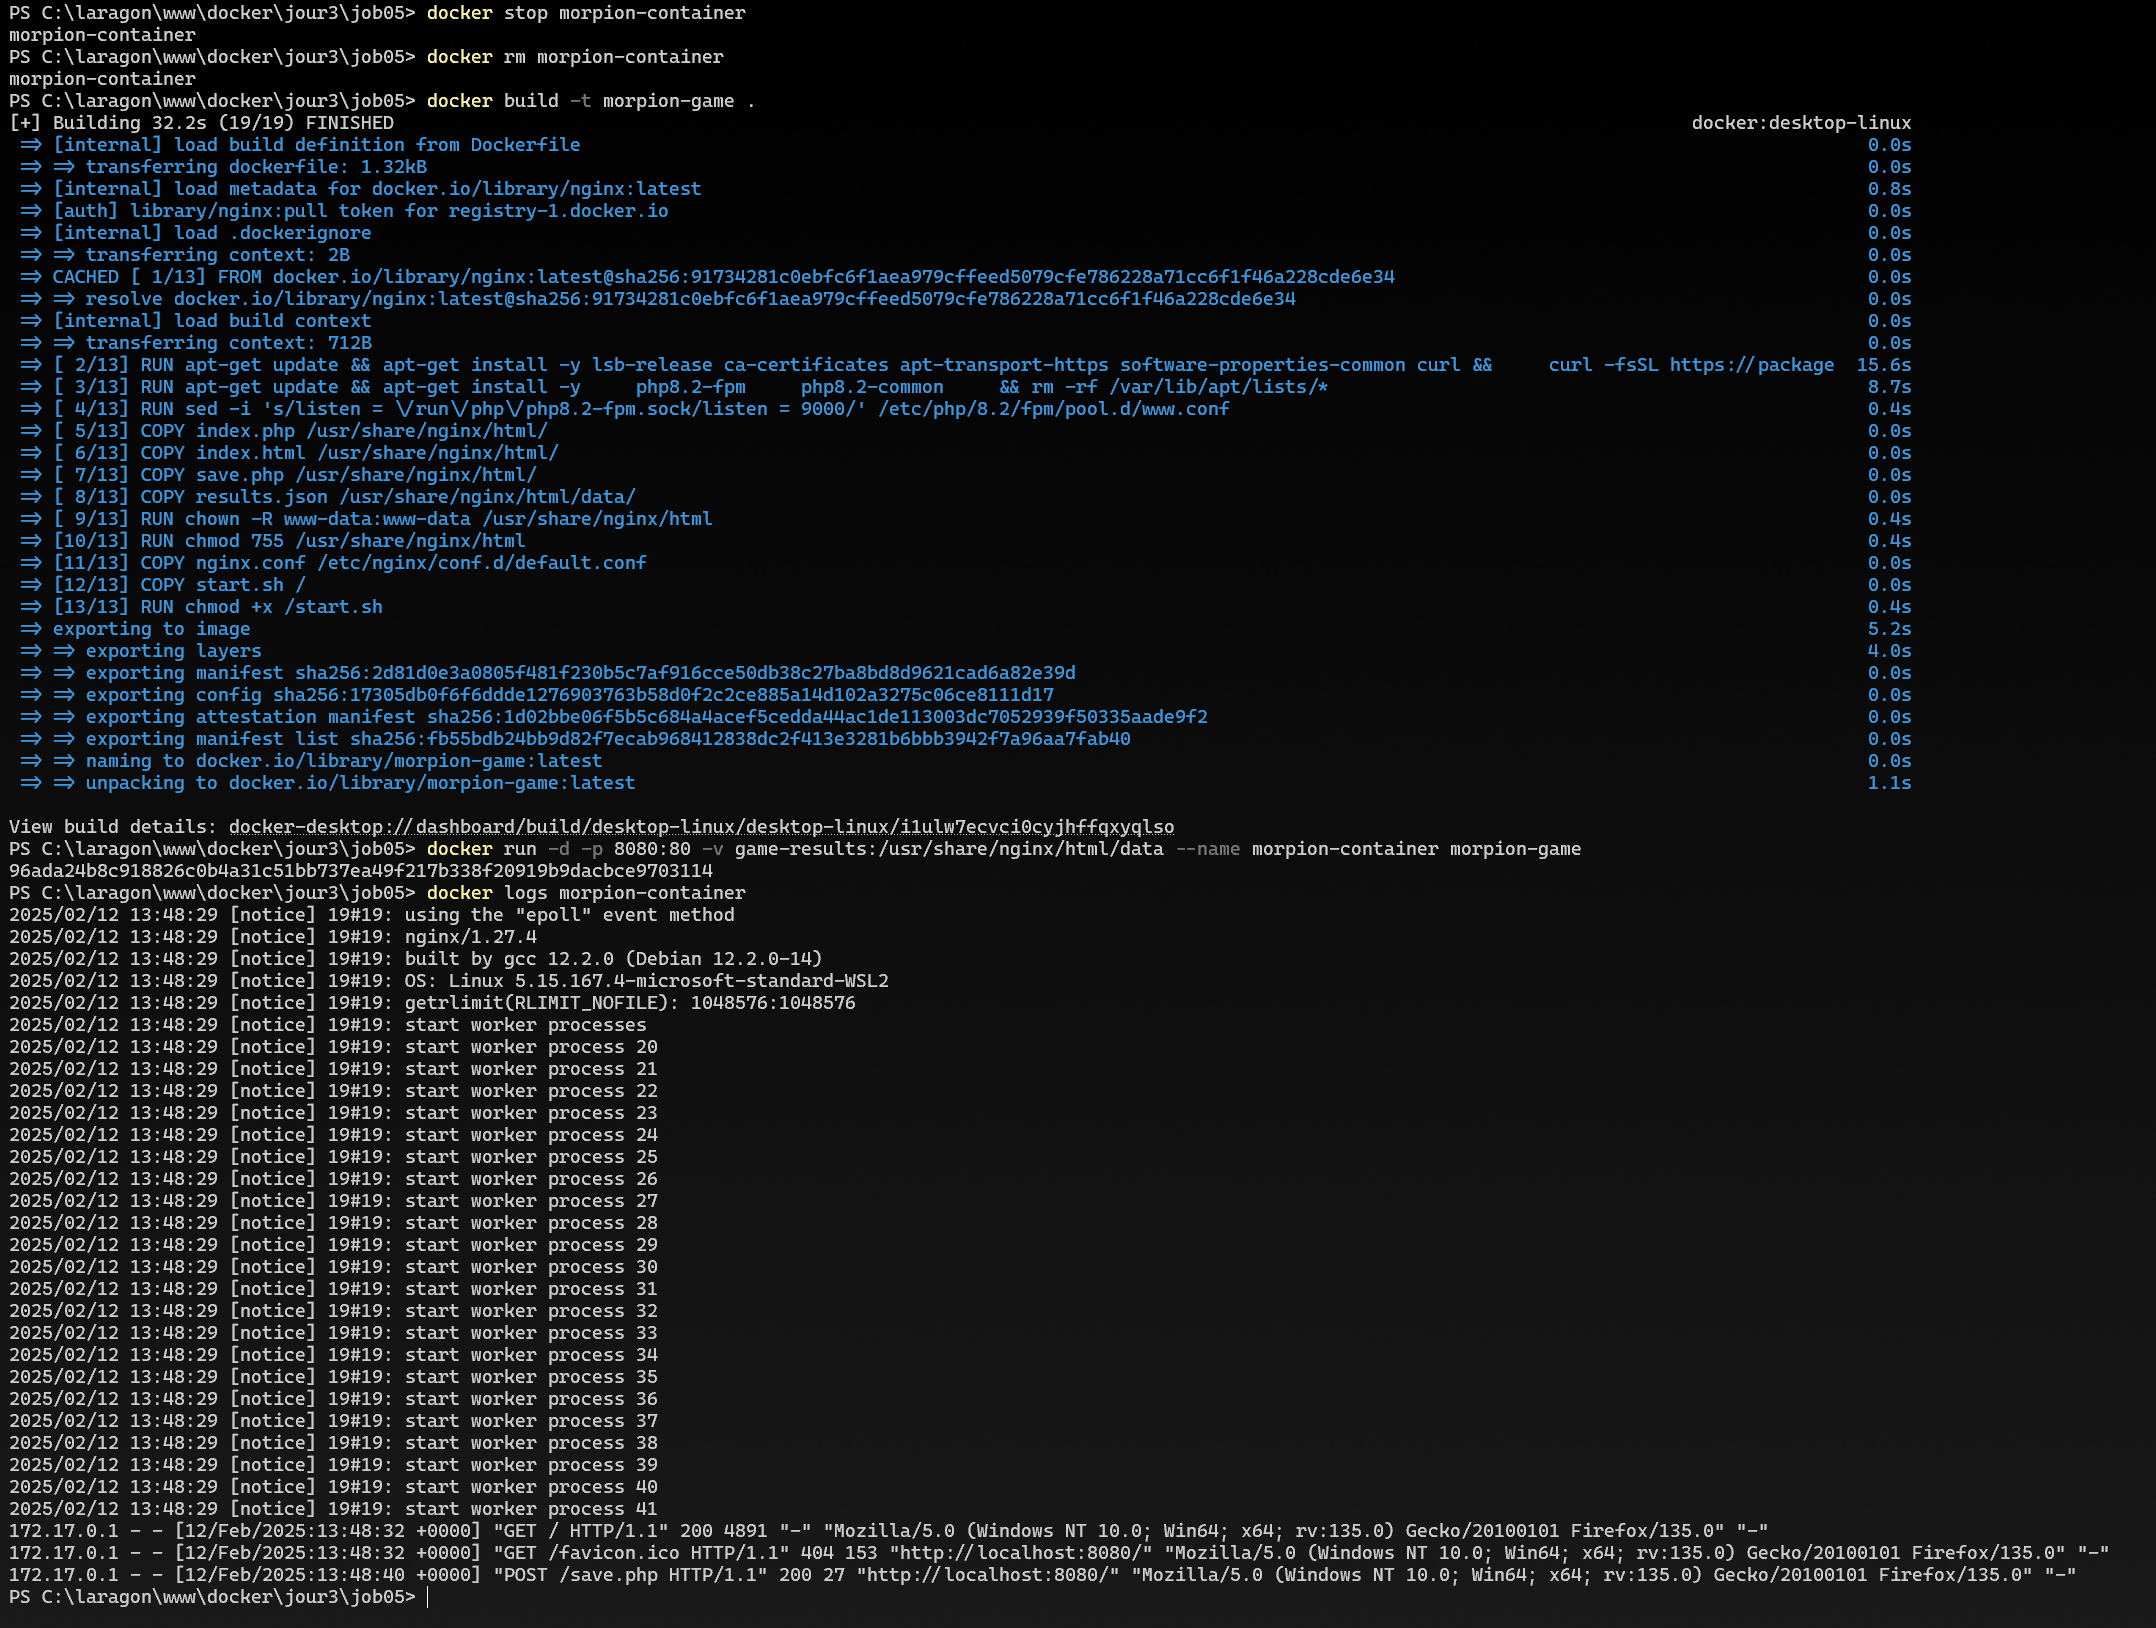 PS C:\laragon\www\docker\jour3\job05> docker stop morpion-container
morpion-container
PS C:\laragon\www\docker\jour3\job05> docker rm morpion-container
morpion-container
PS C:\laragon\www\docker\jour3\job05> docker build -t morpion-game .
[+] Building 32.2s (19/19) FINISHED docker:desktop-linux
=> [internal] load build definition from Dockerfile 0.0s
=> => transferring dockerfile: 1.32kB 0.0s
=> [internal] load metadata for docker.io/library/nginx:latest 0.8s
=> [auth] library/nginx:pull token for registry-1.docker.io 0.0s
=> [internal] load .dockerignore 0.0s
=> => transferring context: 2B 0.0s
=> CACHED [ 1/13] FROM docker.io/library/nginx:latest@sha256:91734281c0ebfc6f1aea979cffeed5079cfe786228a71cc6f1f46a228cde6e34 0.0s
=> => resolve docker.io/library/nginx:latest@sha256:91734281c0ebfc6f1aea979cffeed5079cfe786228a71cc6f1f46a228cde6e34 0.0s
=> [internal] load build context 0.0s
=> => transferring context: 712B 0.0s
=> [ 2/13] RUN apt-get update && apt-get install -y lsb-release ca-certificates apt-transport-https software-properties-common curl && curl -fsSL https://package 15.6s
=> [ 3/13] RUN apt-get update && apt-get install -y php8.2-fpm php8.2-common && rm -rf /var/lib/apt/lists/* 8.7s
=> [ 4/13] RUN sed -i 's/listen = \/run\/php\/php8.2-fpm.sock/listen = 9000/' /etc/php/8.2/fpm/pool.d/www.conf 0.4s
=> [ 5/13] COPY index.php /usr/share/nginx/html/ 0.0s
=> [ 6/13] COPY index.html /usr/share/nginx/html/ 0.0s
=> [ 7/13] COPY save.php /usr/share/nginx/html/ 0.0s
=> [ 8/13] COPY results.json /usr/share/nginx/html/data/ 0.0s
=> [ 9/13] RUN chown -R www-data:www-data /usr/share/nginx/html 0.4s
=> [10/13] RUN chmod 755 /usr/share/nginx/html 0.4s
=> [11/13] COPY nginx.conf /etc/nginx/conf.d/default.conf 0.0s
=> [12/13] COPY start.sh / 0.0s
=> [13/13] RUN chmod +x /start.sh 0.4s
=> exporting to image 5.2s
=> => exporting layers 4.0s
=> => exporting manifest sha256:2d81d0e3a0805f481f230b5c7af916cce50db38c27ba8bd8d9621cad6a82e39d 0.0s
=> => exporting config sha256:17305db0f6f6ddde1276903763b58d0f2c2ce885a14d102a3275c06ce8111d17 0.0s
=> => exporting attestation manifest sha256:1d02bbe06f5b5c684a4acef5cedda44ac1de113003dc7052939f50335aade9f2 0.0s
=> => exporting manifest list sha256:fb55bdb24bb9d82f7ecab968412838dc2f413e3281b6bbb3942f7a96aa7fab40 0.0s
=> => naming to docker.io/library/morpion-game:latest 0.0s
=> => unpacking to docker.io/library/morpion-game:latest 1.1s
View build details: docker-desktop://dashboard/build/desktop-linux/desktop-linux/i1ulw7ecvci0cyjhffqxyqlso
PS C:\laragon\www\docker\jour3\job05> docker run -d -p 8080:80 -v game-results:/usr/share/nginx/html/data --name morpion-container morpion-game
96ada24b8c918826c0b4a31c51bb737ea49f217b338f20919b9dacbce9703114
PS C:\laragon\www\docker\jour3\job05> docker logs morpion-container
2025/02/12 13:48:29 [notice] 19#19: using the "epoll" event method
2025/02/12 13:48:29 [notice] 19#19: nginx/1.27.4
2025/02/12 13:48:29 [notice] 19#19: built by gcc 12.2.0 (Debian 12.2.0-14)
2025/02/12 13:48:29 [notice] 19#19: OS: Linux 5.15.167.4-microsoft-standard-WSL2
2025/02/12 13:48:29 [notice] 19#19: getrlimit(RLIMIT_NOFILE): 1048576:1048576
2025/02/12 13:48:29 [notice] 19#19: start worker processes
2025/02/12 13:48:29 [notice] 19#19: start worker process 20
2025/02/12 13:48:29 [notice] 19#19: start worker process 21
2025/02/12 13:48:29 [notice] 19#19: start worker process 22
2025/02/12 13:48:29 [notice] 19#19: start worker process 23
2025/02/12 13:48:29 [notice] 19#19: start worker process 24
2025/02/12 13:48:29 [notice] 19#19: start worker process 25
2025/02/12 13:48:29 [notice] 19#19: start worker process 26
2025/02/12 13:48:29 [notice] 19#19: start worker process 27
2025/02/12 13:48:29 [notice] 19#19: start worker process 28
2025/02/12 13:48:29 [notice] 19#19: start worker process 29
2025/02/12 13:48:29 [notice] 19#19: start worker process 30
2025/02/12 13:48:29 [notice] 19#19: start worker process 31
2025/02/12 13:48:29 [notice] 19#19: start worker process 32
2025/02/12 13:48:29 [notice] 19#19: start worker process 33
2025/02/12 13:48:29 [notice] 19#19: start worker process 34
2025/02/12 13:48:29 [notice] 19#19: start worker process 35
2025/02/12 13:48:29 [notice] 19#19: start worker process 36
2025/02/12 13:48:29 [notice] 19#19: start worker process 37
2025/02/12 13:48:29 [notice] 19#19: start worker process 38
2025/02/12 13:48:29 [notice] 19#19: start worker process 39
2025/02/12 13:48:29 [notice] 19#19: start worker process 40
2025/02/12 13:48:29 [notice] 19#19: start worker process 41
172.17.0.1 - - [12/Feb/2025:13:48:32 +0000] "GET / HTTP/1.1" 200 4891 "-" "Mozilla/5.0 (Windows NT 10.0; Win64; x64; rv:135.0) Gecko/20100101 Firefox/135.0" "-"
172.17.0.1 - - [12/Feb/2025:13:48:32 +0000] "GET /favicon.ico HTTP/1.1" 404 153 "http://localhost:8080/" "Mozilla/5.0 (Windows NT 10.0; Win64; x64; rv:135.0) Gecko/20100101 Firefox/135.0" "-"
172.17.0.1 - - [12/Feb/2025:13:48:40 +0000] "POST /save.php HTTP/1.1" 200 27 "http://localhost:8080/" "Mozilla/5.0 (Windows NT 10.0; Win64; x64; rv:135.0) Gecko/20100101 Firefox/135.0" "-"
PS C:\laragon\www\docker\jour3\job05>